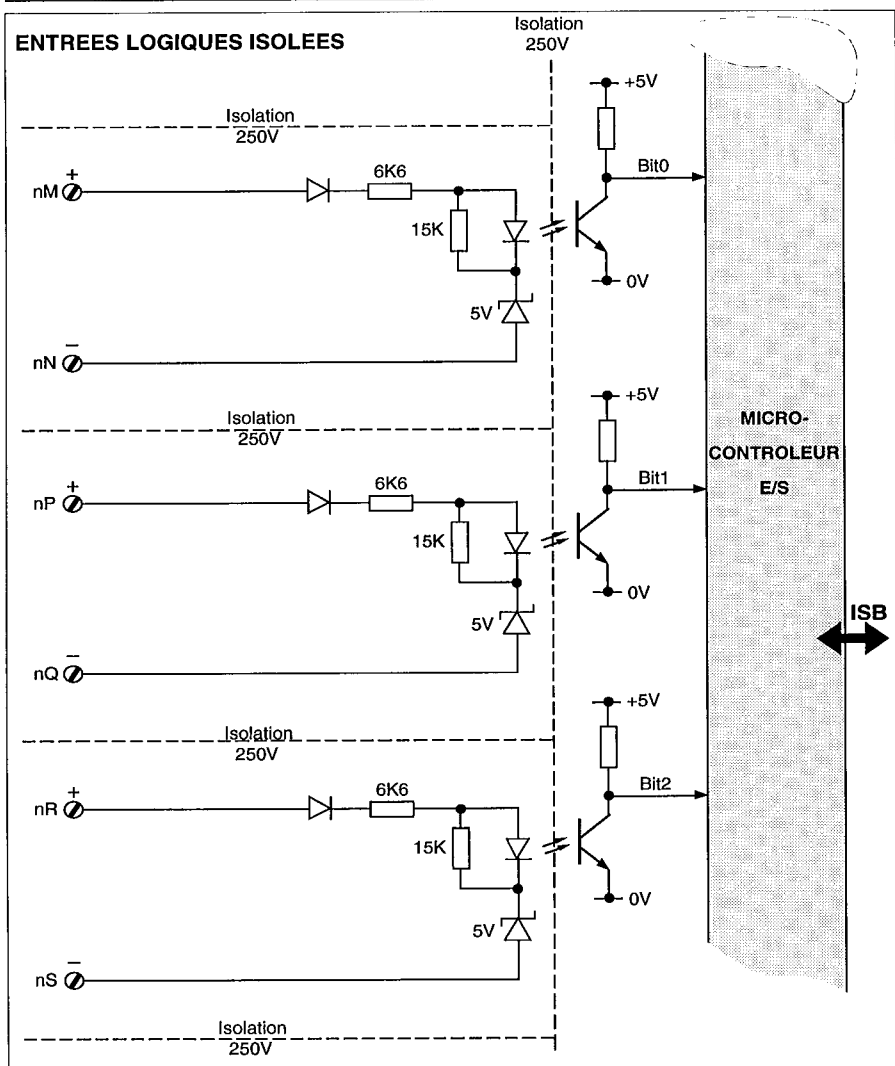 ENTREES LOGIQUES ISOLEES
Isolation
250V
Isolation
250V
+5V
nM
+
6K6
15K
Bit0
5V
0V
nN
–
Isolation
250V
+5V
MICRO-
CONTROLEUR
E/S
nP
+
6K6
15K
Bit1
5V
0V
ISB
nQ
–
Isolation
250V
+5V
nR
+
6K6
15K
Bit2
5V
0V
nS
–
Isolation
250V